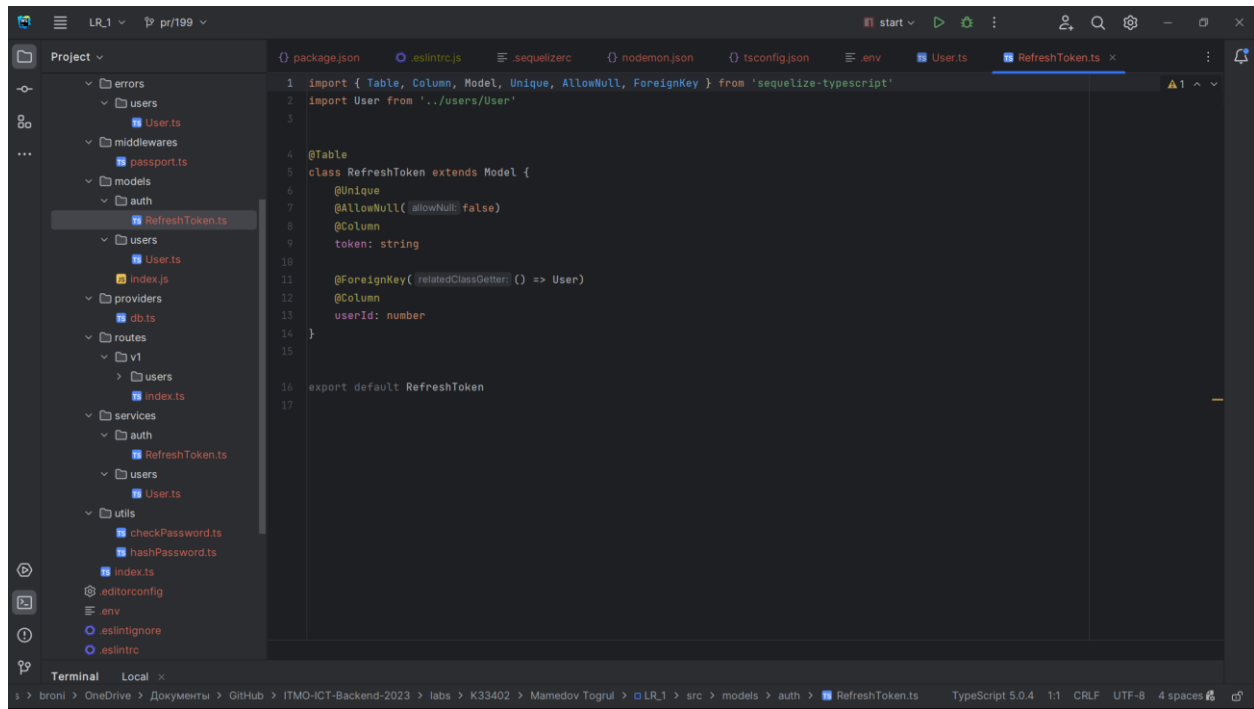 LR_1
pr/199
start
Project
package.json
.eslintrc.js
.sequelizerc
nodemon.json
tsconfig.json
.env
User.ts
RefreshToken.ts
errors
users
User.ts
middlewares
passport.ts
models
auth
RefreshToken.ts
users
User.ts
index.js
providers
db.ts
routes
v1
users
index.ts
services
auth
RefreshToken.ts
users
User.ts
utils
checkPassword.ts
hashPassword.ts
index.ts
.editorconfig
.env
.eslintignore
.eslintrc
1 import { Table, Column, Model, Unique, AllowNull, ForeignKey } from 'sequelize-typescript'
2 import User from '../users/User'
3
4 @Table
5 class RefreshToken extends Model {
6 @Unique
7 @AllowNull( allowNull: false)
8 @Column
9 token: string
10
11 @ForeignKey( relatedClassGetter: () => User)
12 @Column
13 userId: number
14 }
15
16 export default RefreshToken
17
1
Terminal Local
s > broni > OneDrive > Документы > GitHub > ITMO-ICT-Backend-2023 > labs > K33402 > Mamedov Togrul > LR_1 > src > models > auth > RefreshToken.ts TypeScript 5.0.4 1:1 CRLF UTF-8 4 spaces